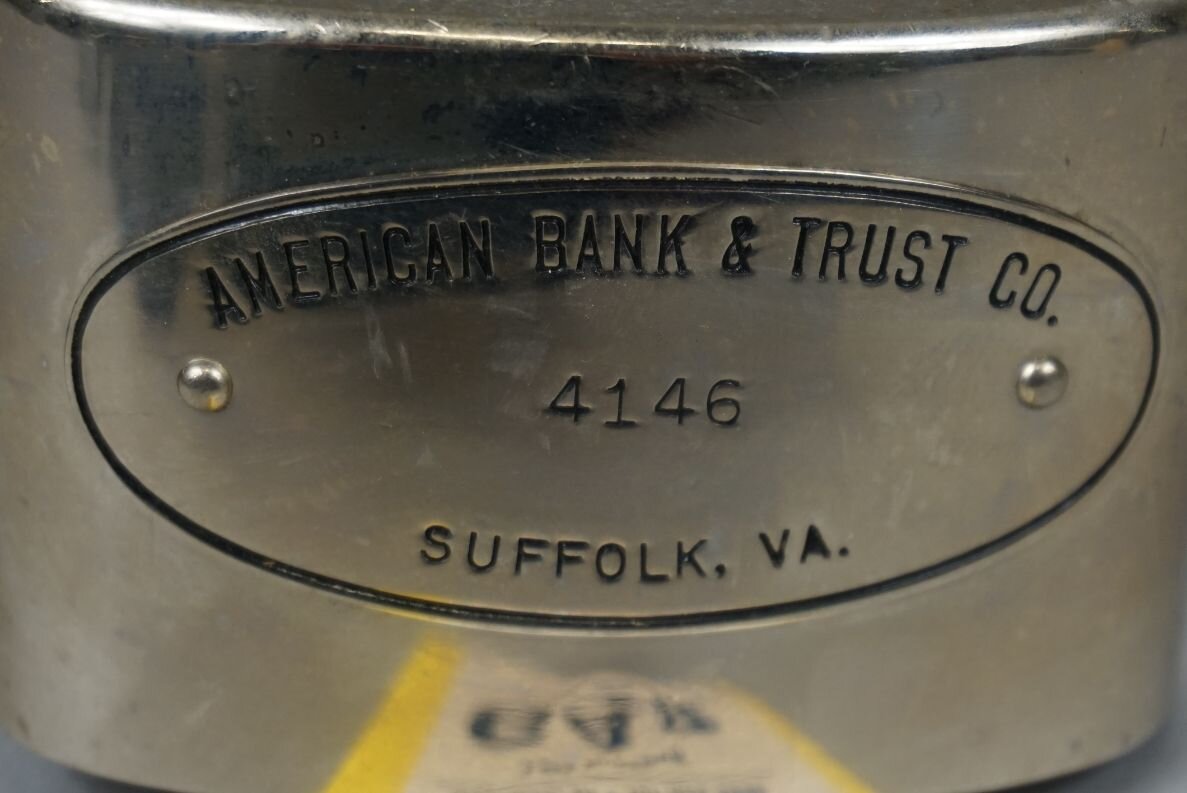 AMERICAN BANK & TRUST CO.
4146
SUFFOLK, VA.